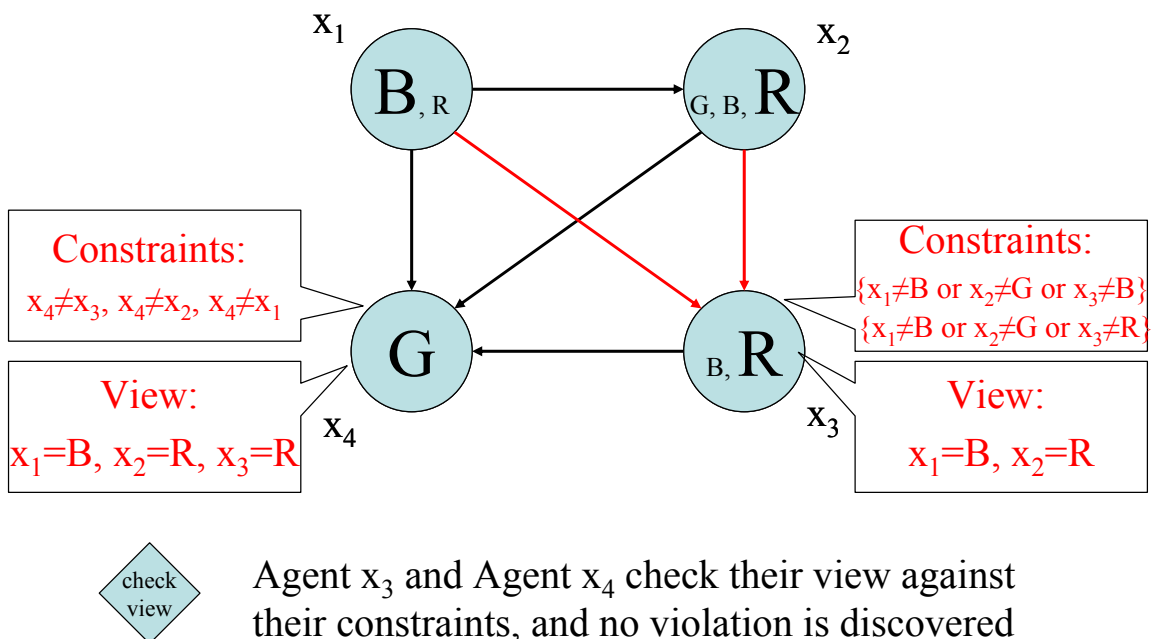 x₁
x₂
B, R
G, B, R
Constraints:
x₄≠x₃, x₄≠x₂, x₄≠x₁
Constraints:
{x₁≠B or x₂≠G or x₃≠B}
{x₁≠B or x₂≠G or x₃≠R}
G
B, R
View:
x₁=B, x₂=R, x₃=R
View:
x₁=B, x₂=R
x₄
x₃
check
view
Agent x₃ and Agent x₄ check their view against
their constraints, and no violation is discovered